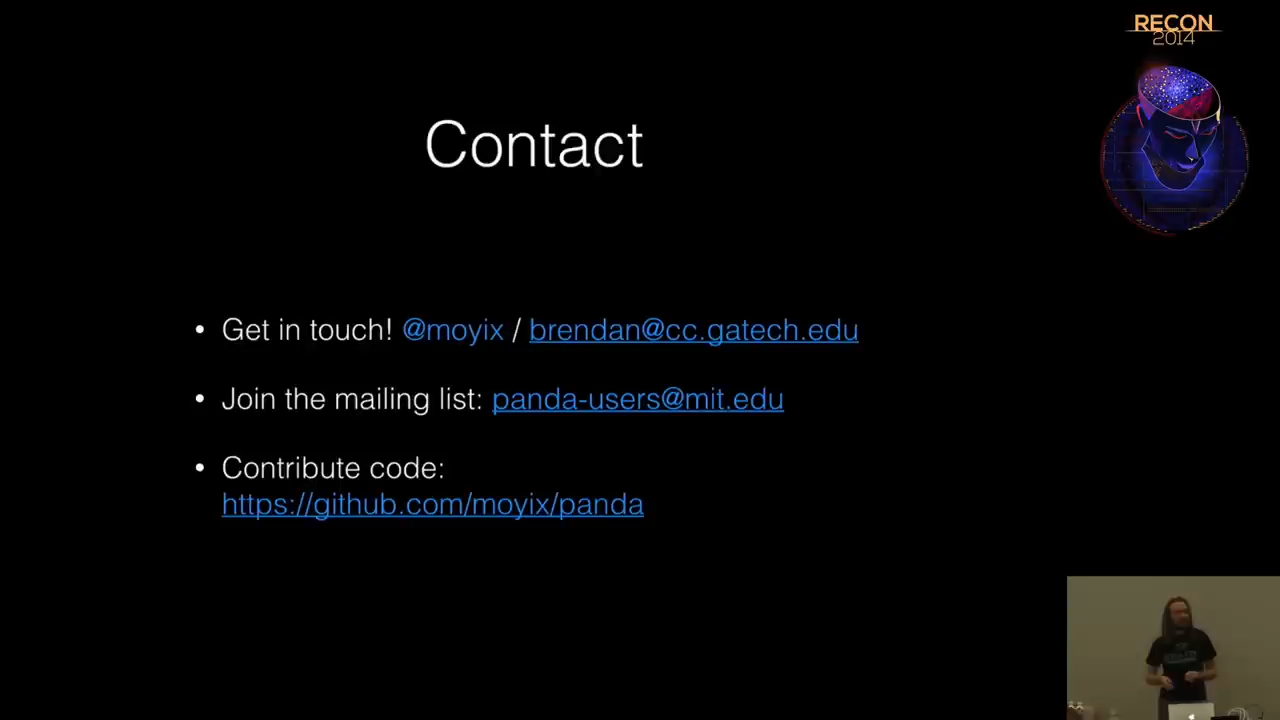 RECON
2014
Contact
• Get in touch! @moyix / brendan@cc.gatech.edu
• Join the mailing list: panda-users@mit.edu
• Contribute code:
https://github.com/moyix/panda